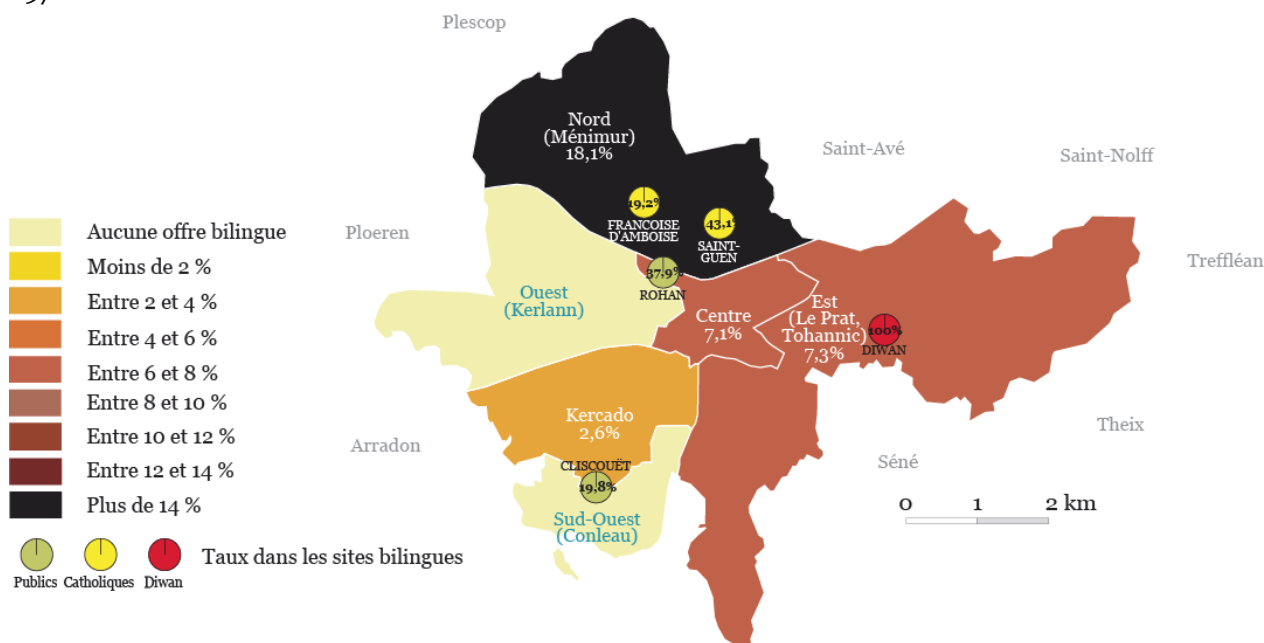 Plescop
Nord
(Ménimur)
18,1%
Saint-Avé
Saint-Nolff
19,2%
FRANÇOISE
D'AMBOISE
43,1%
SAINT-
GUEN
Aucune offre bilingue
Moins de 2 %
Entre 2 et 4 %
Entre 4 et 6 %
Entre 6 et 8 %
Entre 8 et 10 %
Entre 10 et 12 %
Entre 12 et 14 %
Plus de 14 %
Ploeren
Treffléan
37,9%
ROHAN
Ouest
(Kerlann)
Centre
7,1%
Est
(Le Prat,
Tohannic)
7,3%
100%
DIWAN
Kercado
2,6%
Arradon
Theix
Séné
CLISCOUËT
19,8%
Sud-Ouest
(Conleau)
0 1 2 km
Publics Catholiques Diwan
Taux dans les sites bilingues